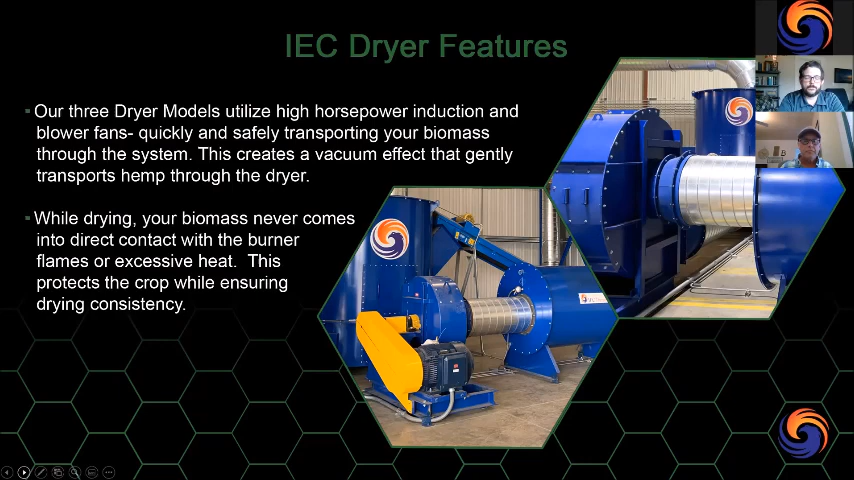 IEC Dryer Features
Our three Dryer Models utilize high horsepower induction and
blower fans- quickly and safely transporting your biomass
through the system. This creates a vacuum effect that gently
transports hemp through the dryer.
While drying, your biomass never comes
into direct contact with the burner
flames or excessive heat.  This
protects the crop while ensuring
drying consistency.